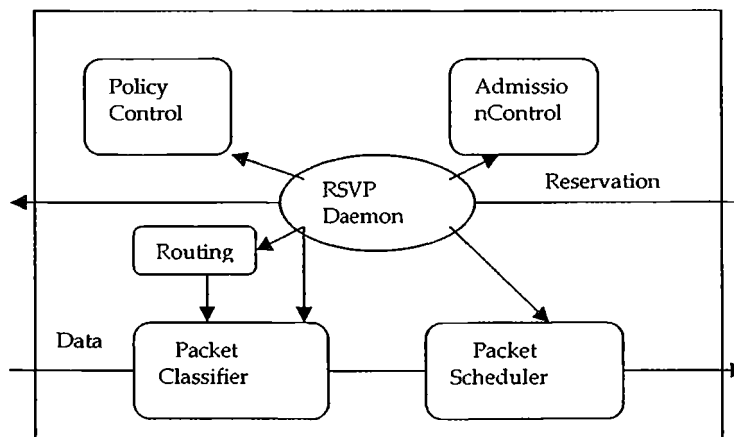 Policy
Control
Admissio
nControl
RSVP
Daemon
Reservation
Routing
Data
Packet
Classifier
Packet
Scheduler